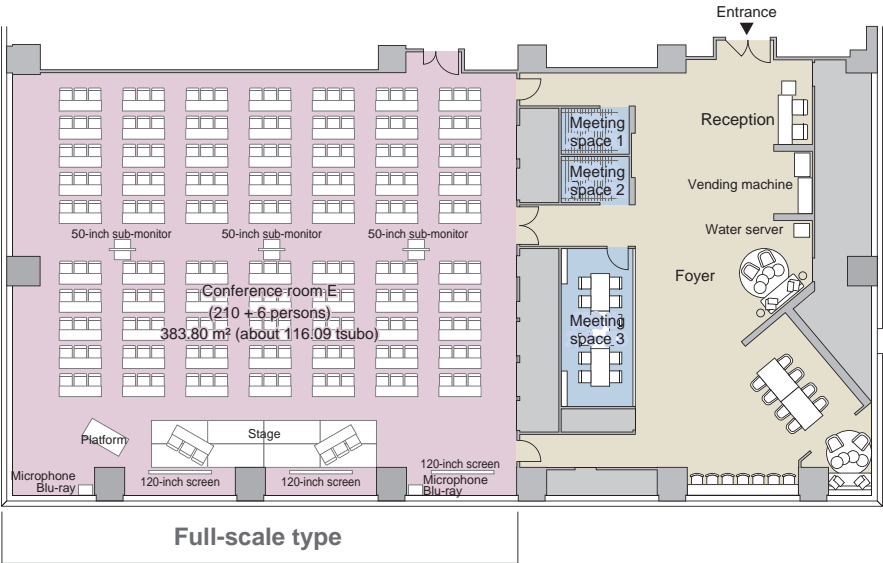 Entrance
Meeting
space 1
Reception
Meeting
space 2
Vending machine
50-inch sub-monitor
50-inch sub-monitor
50-inch sub-monitor
Water server
Foyer
Conference room E
(210 + 6 persons)
383.80 m² (about 116.09 tsubo)
Meeting
space 3
Platform
Stage
120-inch screen
Microphone
Blu-ray
120-inch screen
120-inch screen
Microphone
Blu-ray
Full-scale type